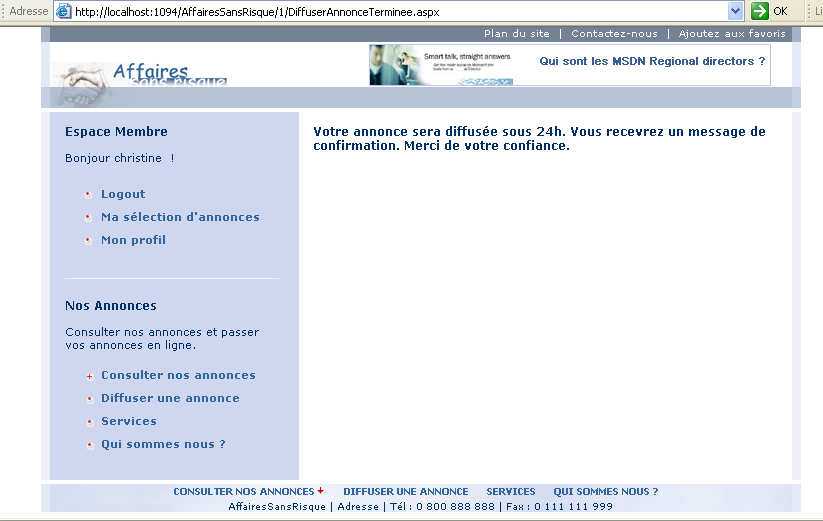 Adresse http://localhost:1094/AffairesSansRisque/1/DiffuserAnnonceTerminee.aspx OK Li
Plan du site | Contactez-nous | Ajoutez aux favoris
Affaires
sans risque
Smart talk, straight answers
Qui sont les MSDN Regional directors ?
Espace Membre
Bonjour christine !
Logout
Ma sélection d'annonces
Mon profil
Nos Annonces
Consulter nos annonces et passer
vos annonces en ligne.
Consulter nos annonces
Diffuser une annonce
Services
Qui sommes nous ?
Votre annonce sera diffusée sous 24h. Vous recevrez un message de
confirmation. Merci de votre confiance.
CONSULTER NOS ANNONCES + DIFFUSER UNE ANNONCE SERVICES QUI SOMMES NOUS ?
AffairesSansRisque | Adresse | Tél : 0 800 888 888 | Fax : 0 111 111 999